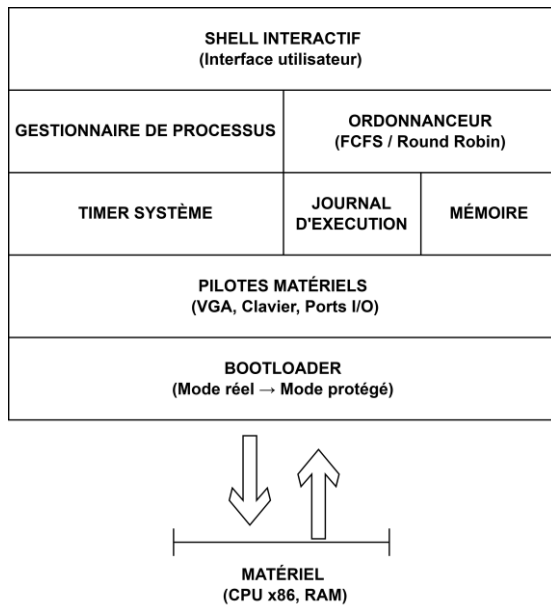 SHELL INTERACTIF
(Interface utilisateur)
GESTIONNAIRE DE PROCESSUS
ORDONNANCEUR
(FCFS / Round Robin)
TIMER SYSTÈME
JOURNAL
D'EXECUTION
MÉMOIRE
PILOTES MATÉRIELS
(VGA, Clavier, Ports I/O)
BOOTLOADER
(Mode réel → Mode protégé)
MATÉRIEL
(CPU x86, RAM)